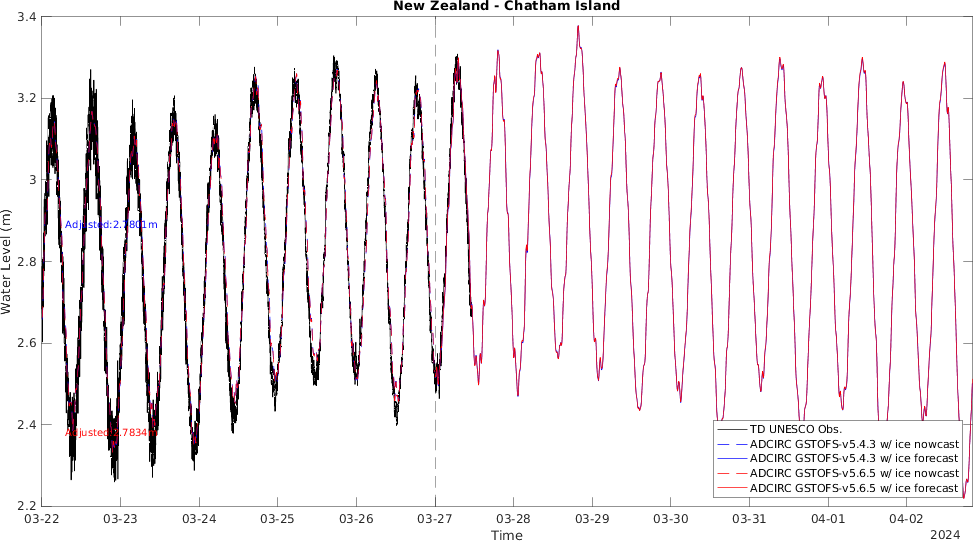 New Zealand - Chatham Island
Water Level (m)
3.4
3.2
3
2.8
2.6
2.4
2.2
Adjusted:2.7801m
Adjusted:2.7834m
TD UNESCO Obs.
ADCIRC GSTOFS-v5.4.3 w/ ice nowcast
ADCIRC GSTOFS-v5.4.3 w/ ice forecast
ADCIRC GSTOFS-v5.6.5 w/ ice nowcast
ADCIRC GSTOFS-v5.6.5 w/ ice forecast
03-22 03-23 03-24 03-25 03-26 03-27 03-28 03-29 03-30 03-31 04-01 04-02
Time
2024